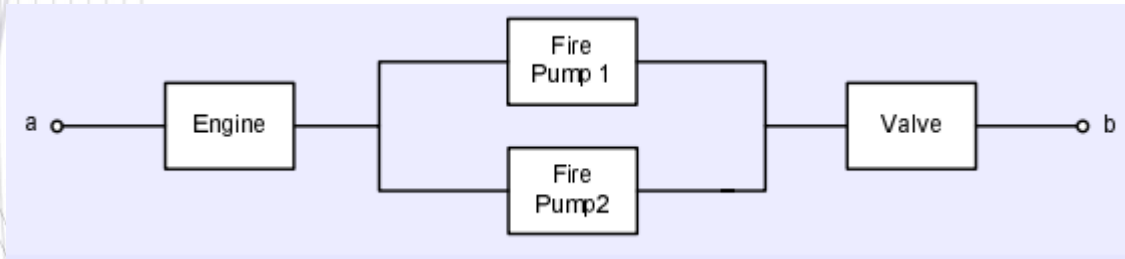 Fire
Pump 1
a
Engine
Valve
b
Fire
Pump2